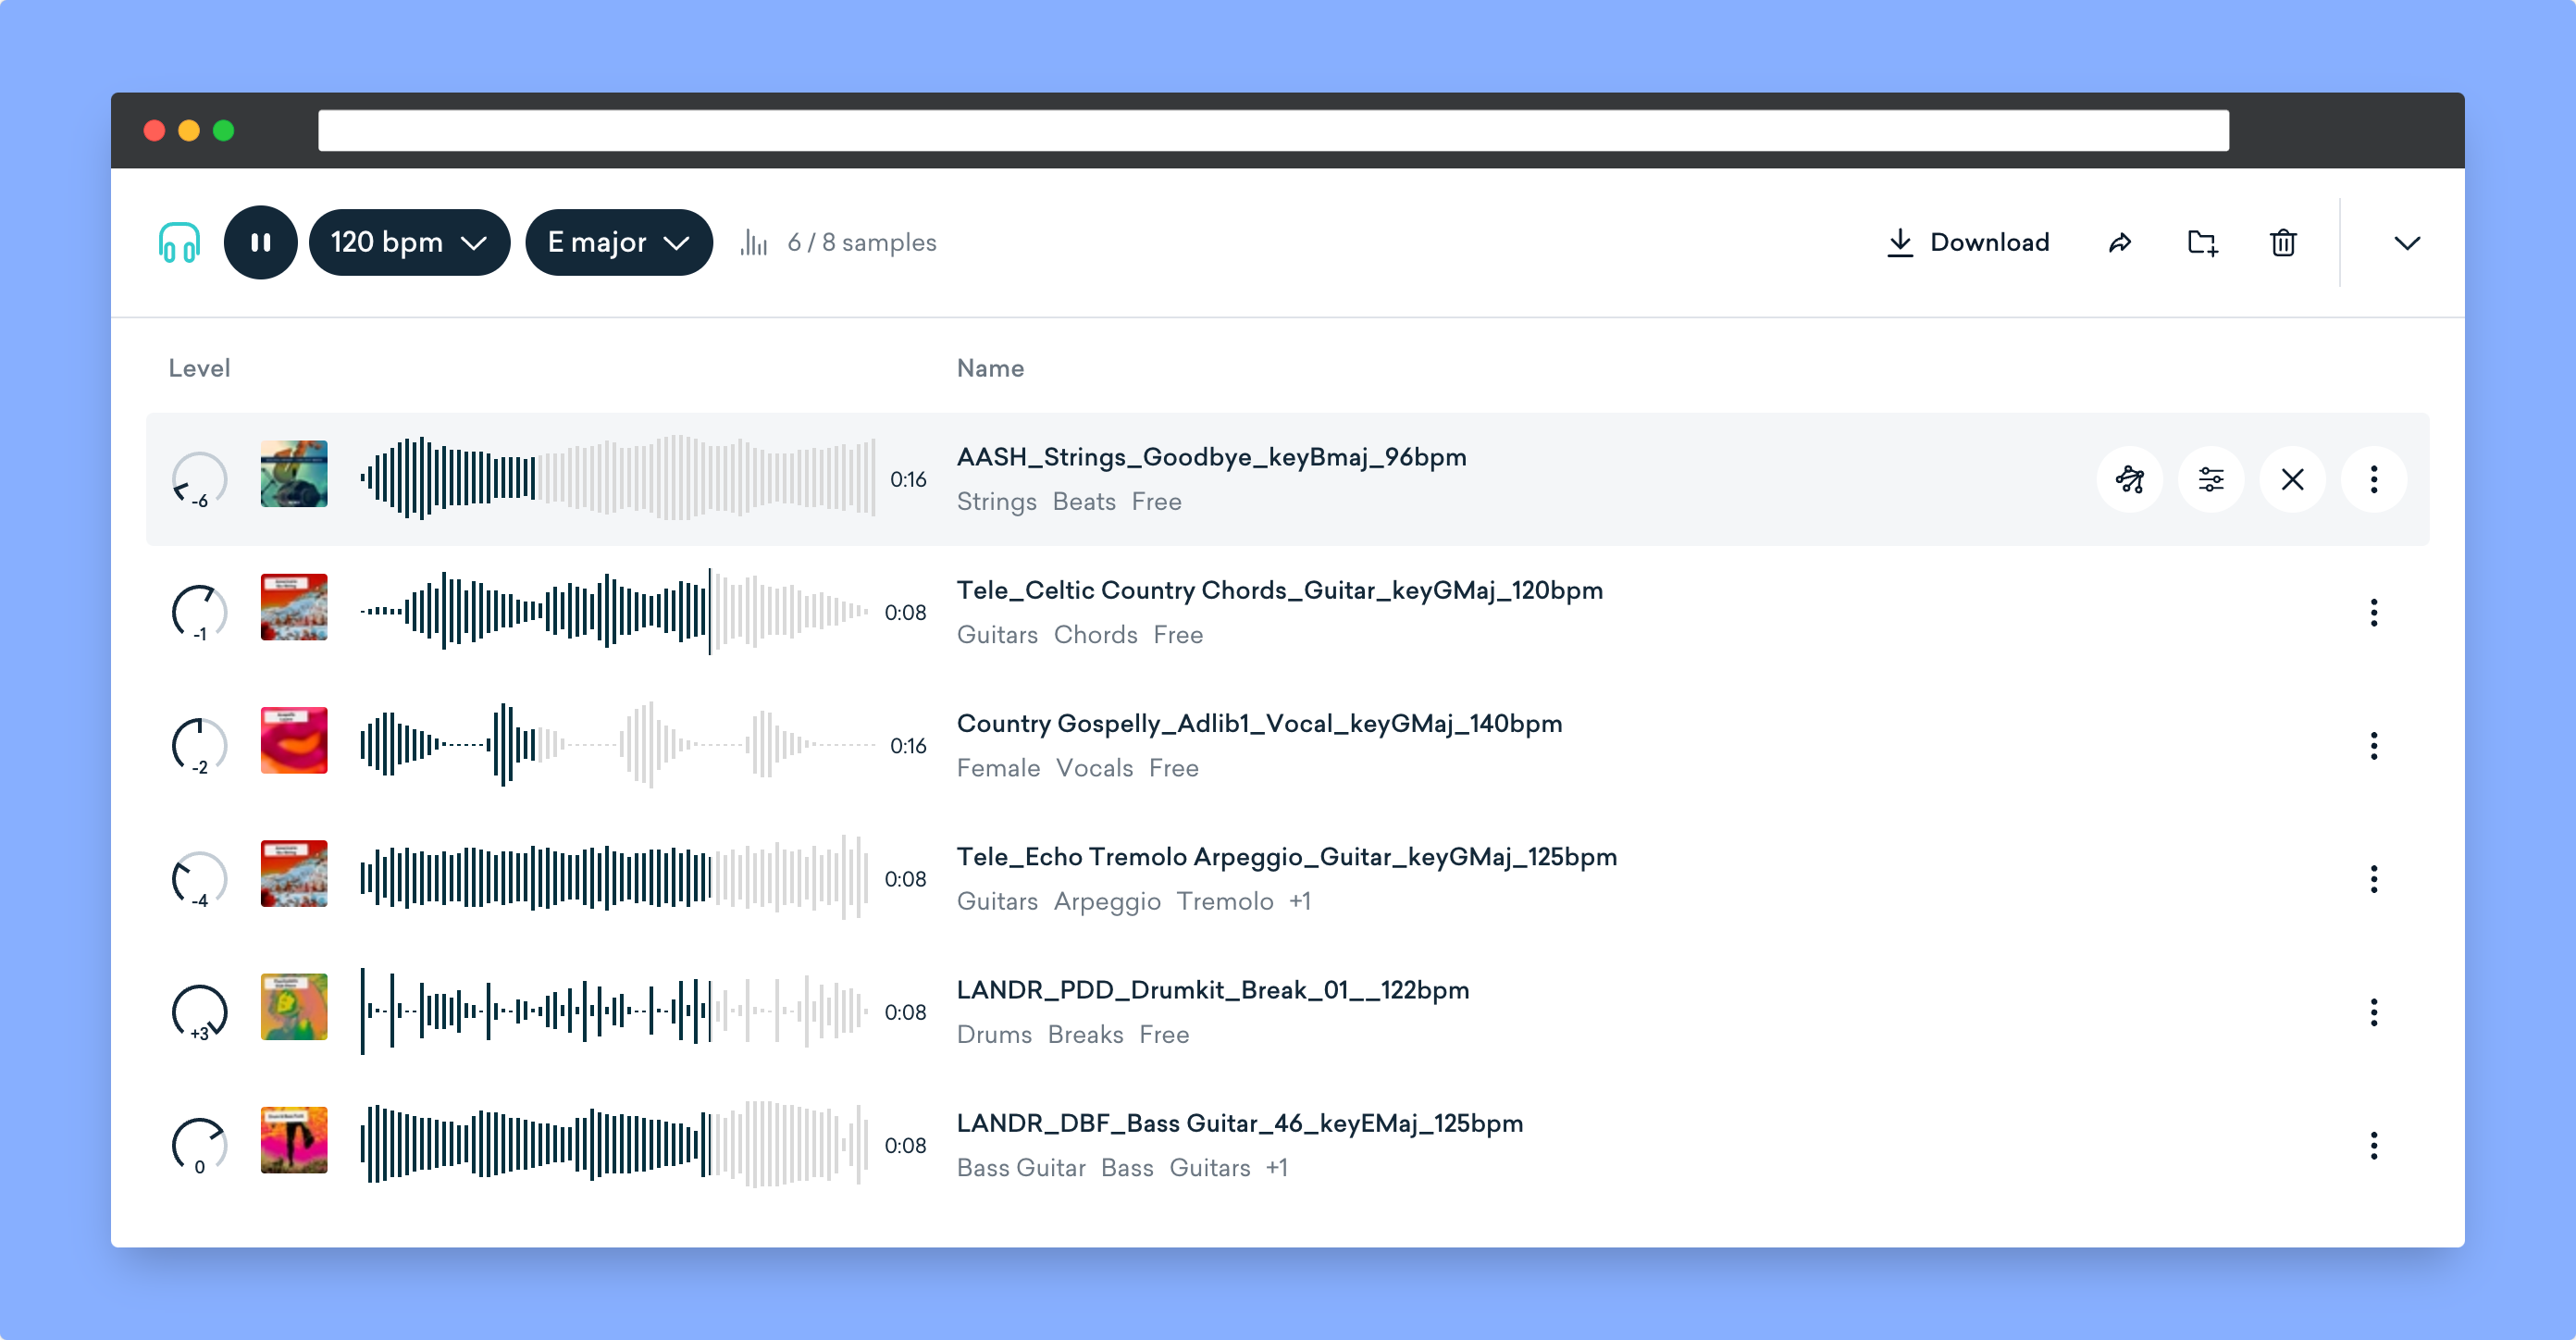 120 bpm
E major
6 / 8 samples
Download
Level
Name
-6
0:16
AASH_Strings_Goodbye_keyBmaj_96bpm
Strings Beats Free
-1
0:08
Tele_Celtic Country Chords_Guitar_keyGMaj_120bpm
Guitars Chords Free
-2
0:16
Country Gospelly_Adlib1_Vocal_keyGMaj_140bpm
Female Vocals Free
-4
0:08
Tele_Echo Tremolo Arpeggio_Guitar_keyGMaj_125bpm
Guitars Arpeggio Tremolo +1
+3
0:08
LANDR_PDD_Drumkit_Break_01__122bpm
Drums Breaks Free
0
0:08
LANDR_DBF_Bass Guitar_46_keyEMaj_125bpm
Bass Guitar Bass Guitars +1